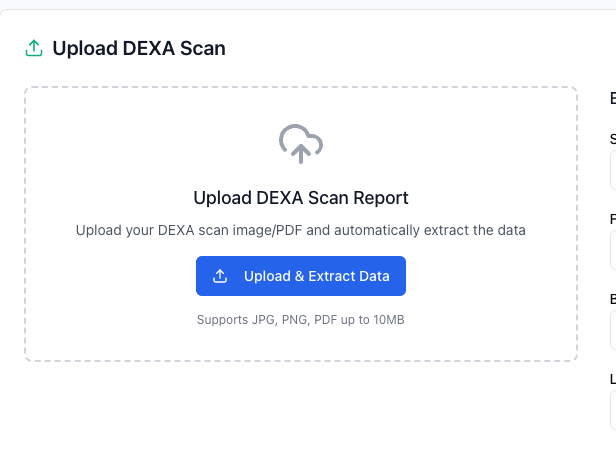 Upload DEXA Scan
Upload DEXA Scan Report
Upload your DEXA scan image/PDF and automatically extract the data
Upload & Extract Data
Supports JPG, PNG, PDF up to 10MB